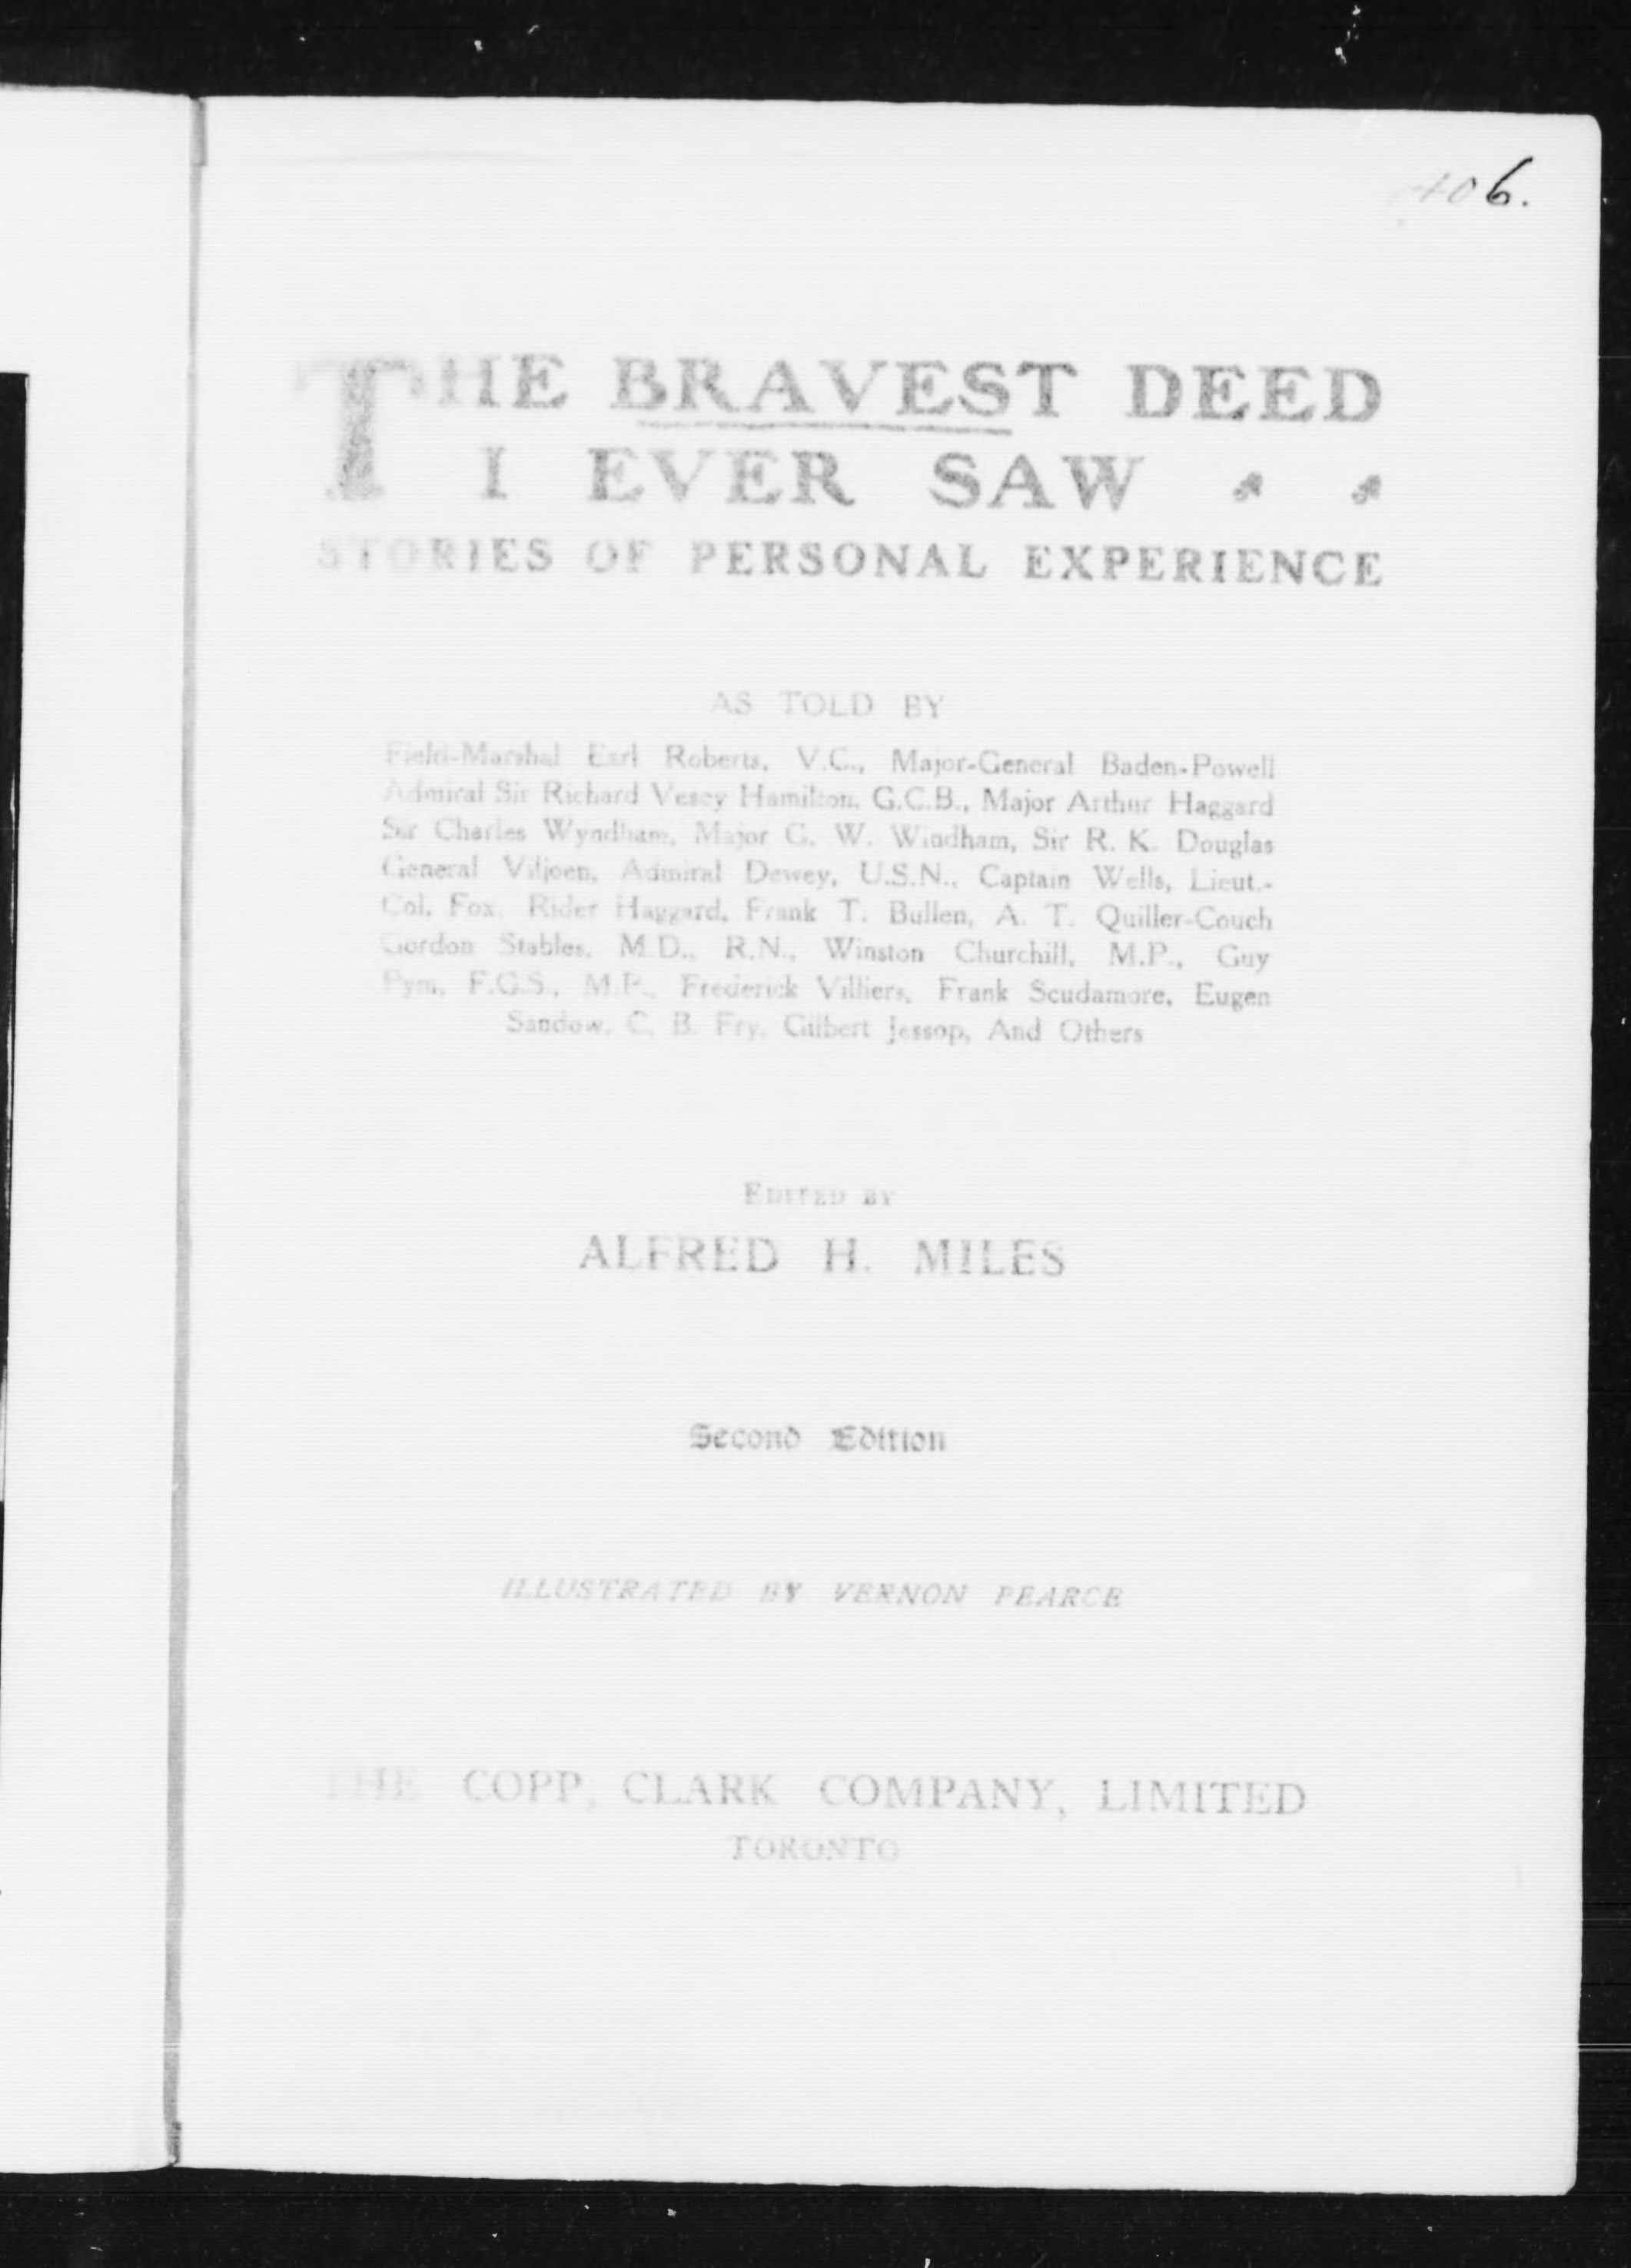 406.
THE BRAVEST DEED
I EVER SAW
STORIES OF PERSONAL EXPERIENCE
AS TOLD BY
Field-Marshal Earl Roberts, V.C., Major-General Baden-Powell
Admiral Sir Richard Vesey Hamilton, G.C.B., Major Arthur Haggard
Sir Charles Wyndham, Major G. W. Windham, Sir R. K. Douglas
General Viljoen, Admiral Dewey, U.S.N., Captain Wells, Lieut.-
Col. Fox, Rider Haggard, Frank T. Bullen, A. T. Quiller-Couch
Gordon Stables, M.D., R.N., Winston Churchill, M.P., Guy
Pym, F.G.S., M.P., Frederick Villiers, Frank Scudamore, Eugen
Sandow, C. B. Fry, Gilbert Jessop, And Others
EDITED BY
ALFRED H. MILES
Second Edition
ILLUSTRATED BY VERNON PEARCE
THE COPP, CLARK COMPANY, LIMITED
TORONTO